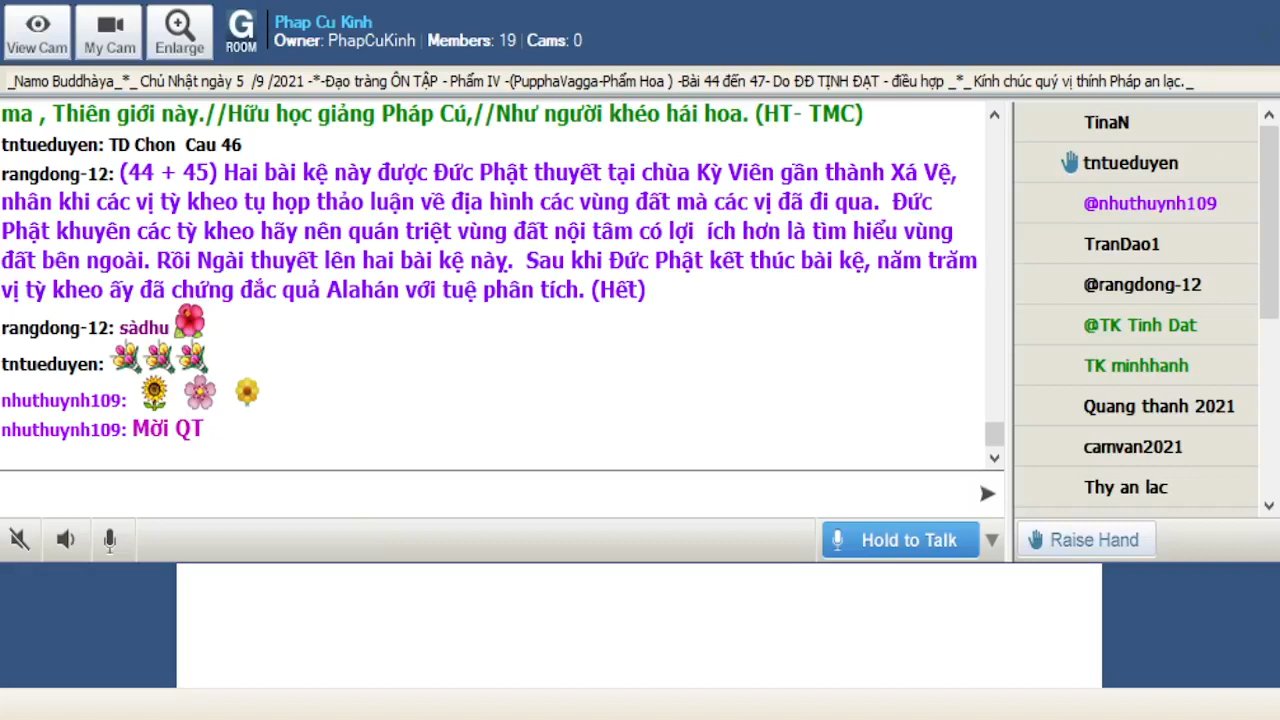 View Cam
My Cam
Enlarge
G
ROOM
Phap Cu Kinh
Owner: PhapCuKinh | Members: 19 | Cams: 0
_Namo Buddhàya_*_ Chủ Nhật ngày 5 /9 /2021 -*-Đạo tràng ÔN TẬP - Phẩm IV -(PupphaVagga-Phẩm Hoa ) -Bài 44 đến 47- Do ĐĐ TỊNH ĐẠT - điều hợp _*_Kính chúc quý vị thính Pháp an lạc._
ma , Thiên giới này.//Hữu học giảng Pháp Cú,//Như người khéo hái hoa. (HT- TMC)
tntueduyen: TD Chon Cau 46
rangdong-12: (44 + 45) Hai bài kệ này được Đức Phật thuyết tại chùa Kỳ Viên gần thành Xá Vệ,
nhân khi các vị tỳ kheo tụ họp thảo luận về địa hình các vùng đất mà các vị đã đi qua. Đức
Phật khuyên các tỳ kheo hãy nên quán triệt vùng đất nội tâm có lợi ích hơn là tìm hiểu vùng
đất bên ngoài. Rồi Ngài thuyết lên hai bài kệ này. Sau khi Đức Phật kết thúc bài kệ, năm trăm
vị tỳ kheo ấy đã chứng đắc quả Alahán với tuệ phân tích. (Hết)
rangdong-12: sàdhu
tntueduyen:
nhuthuynh109:
nhuthuynh109: Mời QT
Hold to Talk
TinaN
tntueduyen
@nhuthuynh109
TranDao1
@rangdong-12
@TK Tinh Dat
TK minhhanh
Quang thanh 2021
camvan2021
Thy an lac
Raise Hand